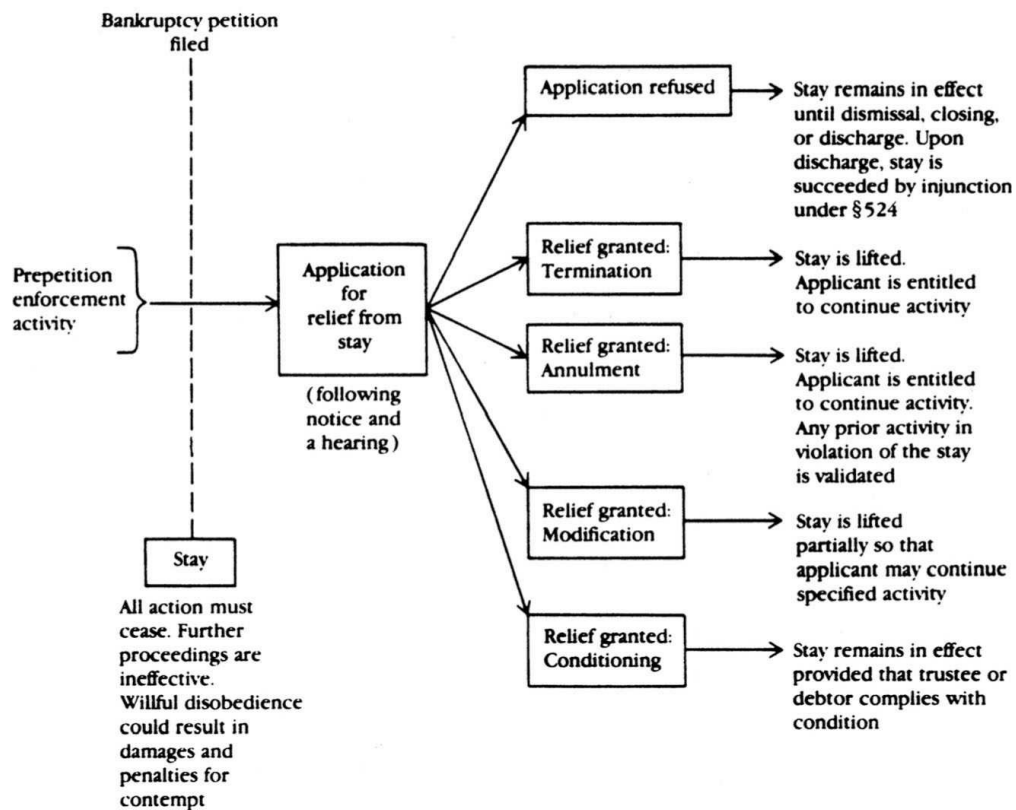 Bankruptcy petition
filed
Application refused
Stay remains in effect
until dismissal, closing,
or discharge. Upon
discharge, stay is
succeeded by injunction
under §524
Prepetition
enforcement
activity
Application
for
relief from
stay
(following
notice and
a hearing)
Relief granted:
Termination
Stay is lifted.
Applicant is entitled
to continue activity
Relief granted:
Annulment
Stay is lifted.
Applicant is entitled
to continue activity.
Any prior activity in
violation of the stay
is validated
Relief granted:
Modification
Stay is lifted
partially so that
applicant may continue
specified activity
Relief granted:
Conditioning
Stay remains in effect
provided that trustee or
debtor complies with
condition
Stay
All action must
cease. Further
proceedings are
ineffective.
Willful disobedience
could result in
damages and
penalties for
contempt